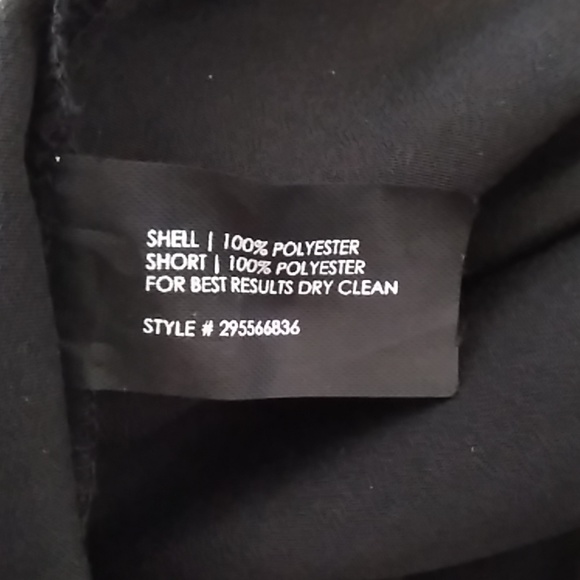 SHELL | 100% POLYESTER
SHORT | 100% POLYESTER
FOR BEST RESULTS DRY CLEAN
STYLE # 295566836